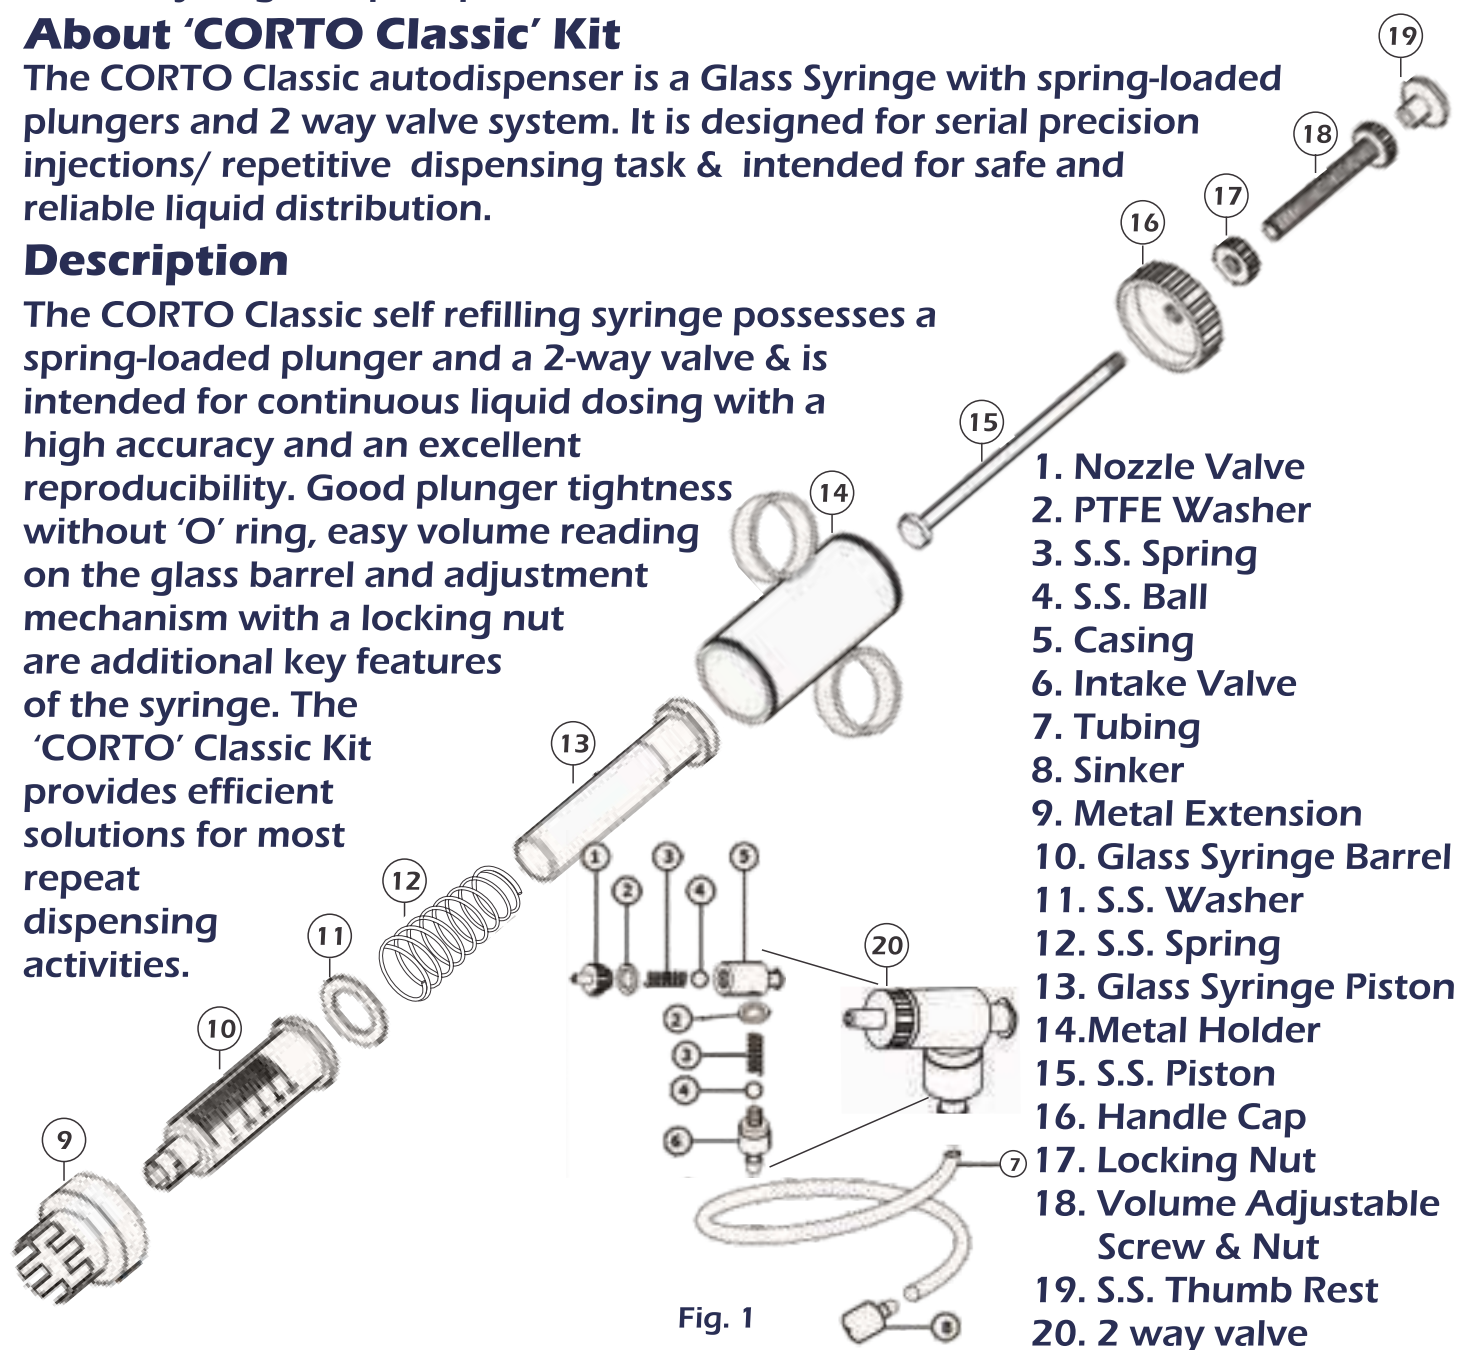 About ‘CORTO Classic’ Kit
The CORTO Classic autodispenser is a Glass Syringe with spring-loaded
plungers and 2 way valve system. It is designed for serial precision
injections/ repetitive dispensing task & intended for safe and
reliable liquid distribution.
Description
The CORTO Classic self refilling syringe possesses a
spring-loaded plunger and a 2-way valve & is
intended for continuous liquid dosing with a
high accuracy and an excellent
reproducibility. Good plunger tightness
without ‘O’ ring, easy volume reading
on the glass barrel and adjustment
mechanism with a locking nut
are additional key features
of the syringe. The
‘CORTO’ Classic Kit
provides efficient
solutions for most
repeat
dispensing
activities.
19
18
17
16
15
14
13
12
11
10
9
1
3
5
2
4
20
2
3
4
6
7
8
Fig. 1
1. Nozzle Valve
2. PTFE Washer
3. S.S. Spring
4. S.S. Ball
5. Casing
6. Intake Valve
7. Tubing
8. Sinker
9. Metal Extension
10. Glass Syringe Barrel
11. S.S. Washer
12. S.S. Spring
13. Glass Syringe Piston
14.Metal Holder
15. S.S. Piston
16. Handle Cap
17. Locking Nut
18. Volume Adjustable
Screw & Nut
19. S.S. Thumb Rest
20. 2 way valve